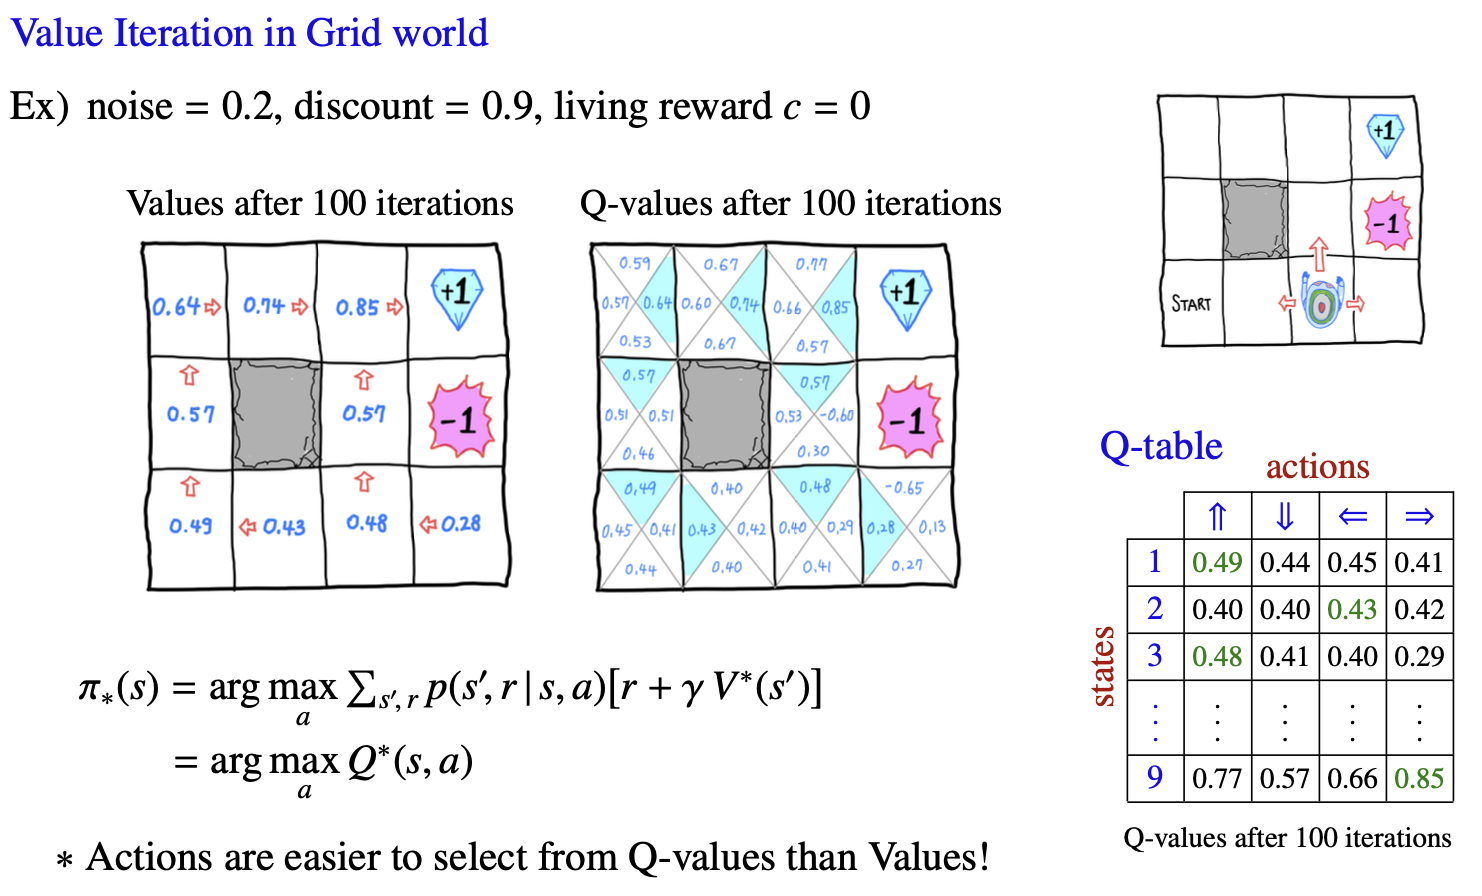 Value Iteration in Grid world
Ex) noise = 0.2, discount = 0.9, living reward c = 0
Values after 100 iterations
0.64 ⇨ 0.74 ⇨ 0.85 ⇨ +1
⇧ ⇧
0.57 0.57 -1
⇧ ⇧
0.49 ⇦ 0.43 0.48 ⇦ 0.28
Q-values after 100 iterations
0.59 0.67 0.77
0.57 0.64 0.60 0.74 0.66 0.85 +1
0.53 0.67 0.57
0.57 0.57
0.51 0.51 0.53 -0.60 -1
0.46 0.30
0.49 0.40 0.48 -0.65
0.45 0.41 0.43 0.42 0.40 0.29 0.28 0.13
0.44 0.40 0.41 0.27
+1
-1
START
π∗(s) = arg max Σs′, r p(s′, r | s, a)[r + γ V*(s′)]
a
= arg max Q*(s, a)
a
∗ Actions are easier to select from Q-values than Values!
Q-table
actions
states
⇑ ⇓ ⇐ ⇒
1 0.49 0.44 0.45 0.41
2 0.40 0.40 0.43 0.42
3 0.48 0.41 0.40 0.29
⋮ ⋮ ⋮ ⋮ ⋮
9 0.77 0.57 0.66 0.85
Q-values after 100 iterations